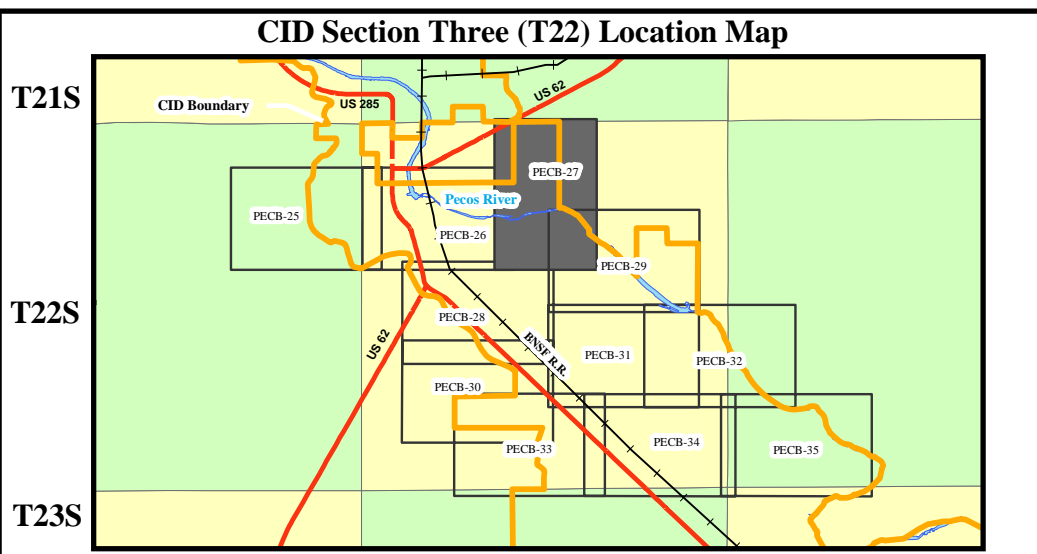 CID Section Three (T22) Location Map
T21S
CID Boundary
US 285
US 62
PECB-27
Pecos River
PECB-25
PECB-26
PECB-29
T22S
PECB-28
US 62
BNSF R.R.
PECB-31
PECB-32
PECB-30
PECB-33
PECB-34
PECB-35
T23S